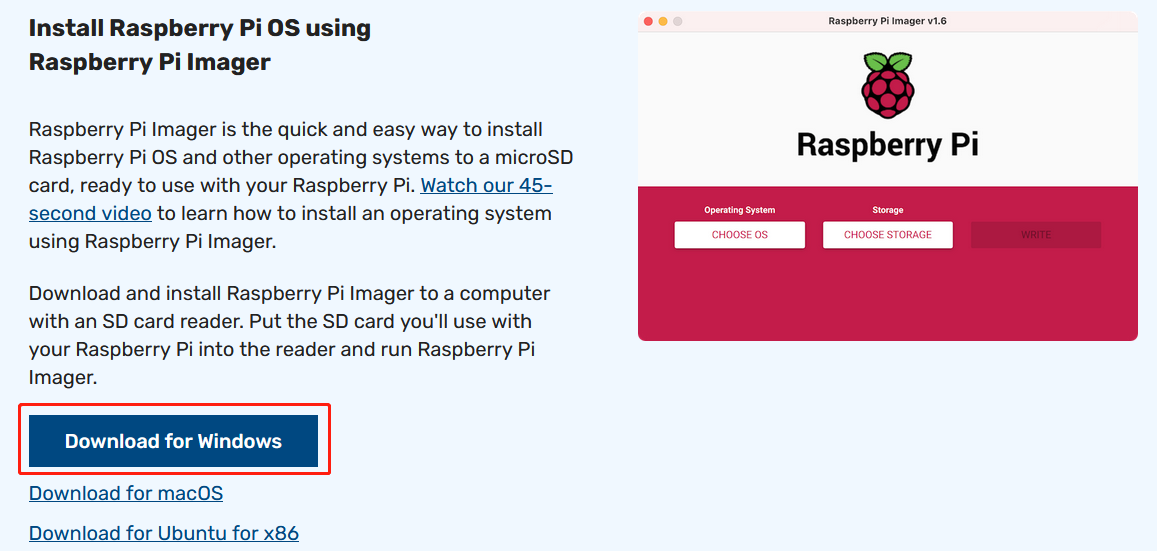 Install Raspberry Pi OS using
Raspberry Pi Imager
Raspberry Pi Imager is the quick and easy way to install
Raspberry Pi OS and other operating systems to a microSD
card, ready to use with your Raspberry Pi. Watch our 45-
second video to learn how to install an operating system
using Raspberry Pi Imager.
Download and install Raspberry Pi Imager to a computer
with an SD card reader. Put the SD card you'll use with
your Raspberry Pi into the reader and run Raspberry Pi
Imager.
Download for Windows
Download for macOS
Download for Ubuntu for x86
Raspberry Pi Imager v1.6
Raspberry Pi
Operating System
Storage
CHOOSE OS
CHOOSE STORAGE
WRITE